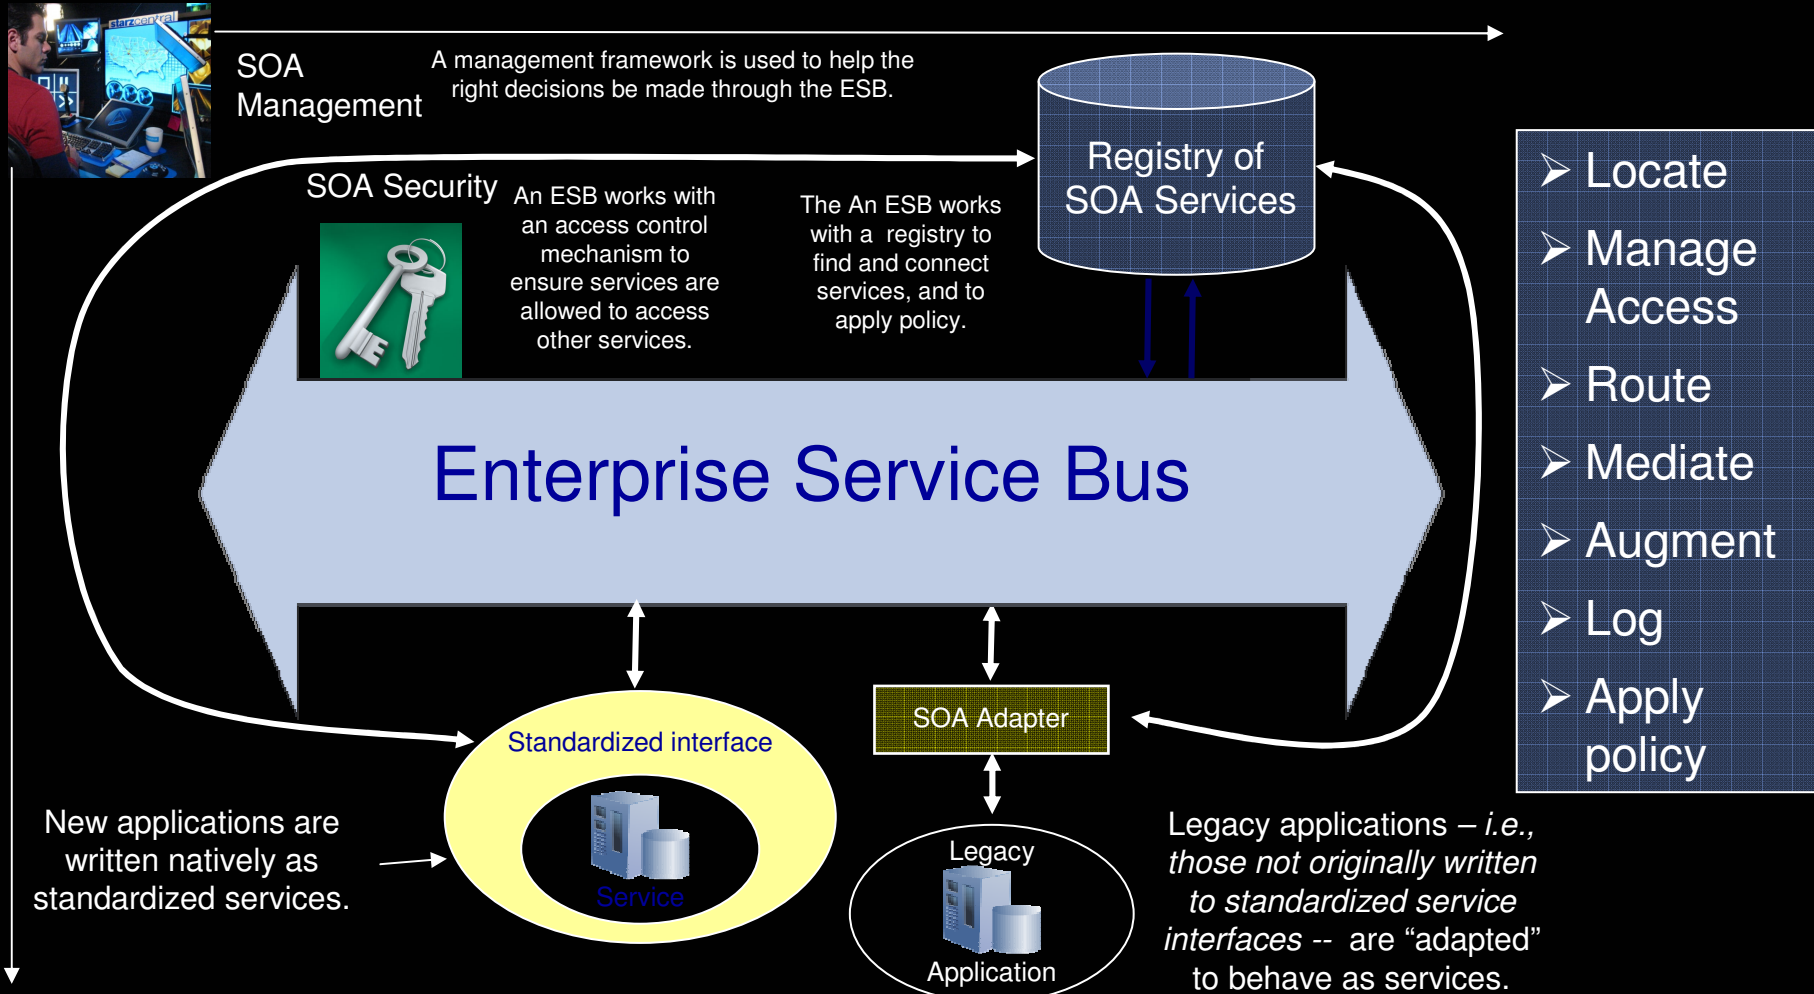 starzcentral
SOA
Management
A management framework is used to help the
right decisions be made through the ESB.
SOA Security
An ESB works with
an access control
mechanism to
ensure services are
allowed to access
other services.
The An ESB works
with a  registry to
find and connect
services, and to
apply policy.
Registry of
SOA Services
➢ Locate
➢ Manage
Access
➢ Route
➢ Mediate
➢ Augment
➢ Log
➢ Apply
policy
Enterprise Service Bus
Standardized interface
Service
SOA Adapter
Legacy
Application
New applications are
written natively as
standardized services.
Legacy applications – i.e.,
those not originally written
to standardized service
interfaces --  are “adapted”
to behave as services.